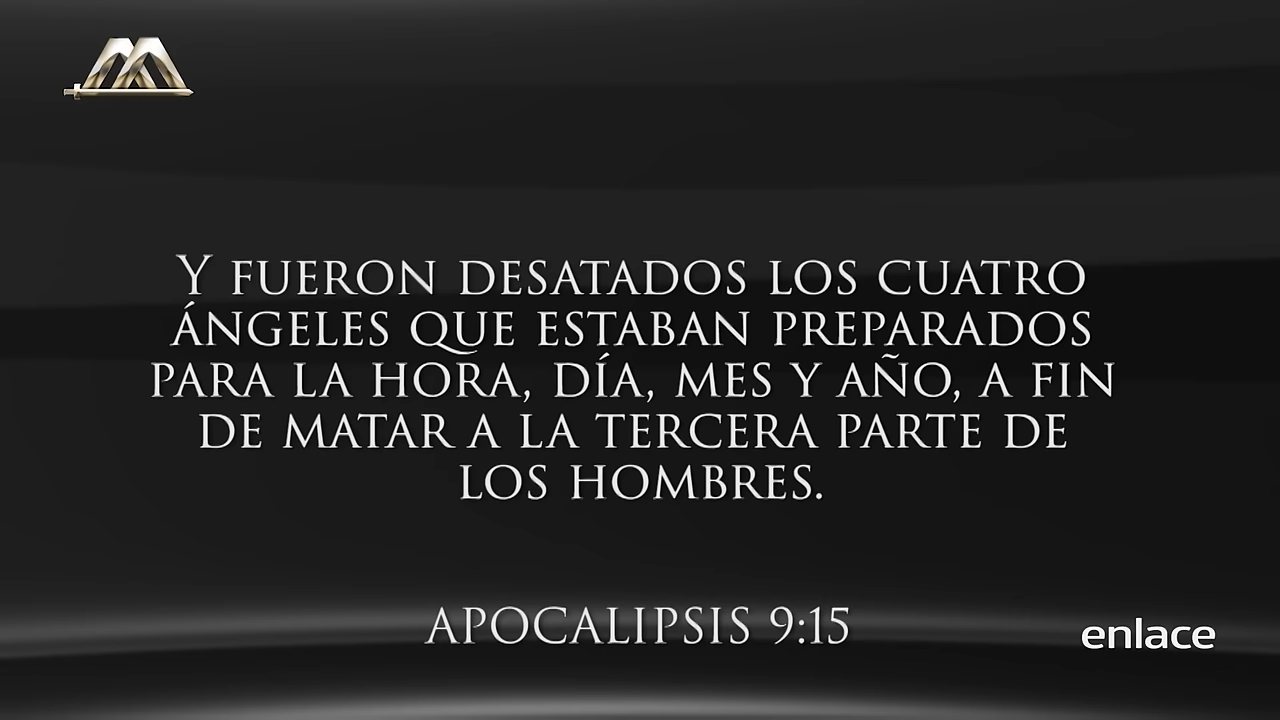 Y FUERON DESATADOS LOS CUATRO
ÁNGELES QUE ESTABAN PREPARADOS
PARA LA HORA, DÍA, MES Y AÑO, A FIN
DE MATAR A LA TERCERA PARTE DE
LOS HOMBRES.
APOCALIPSIS 9:15
enlace